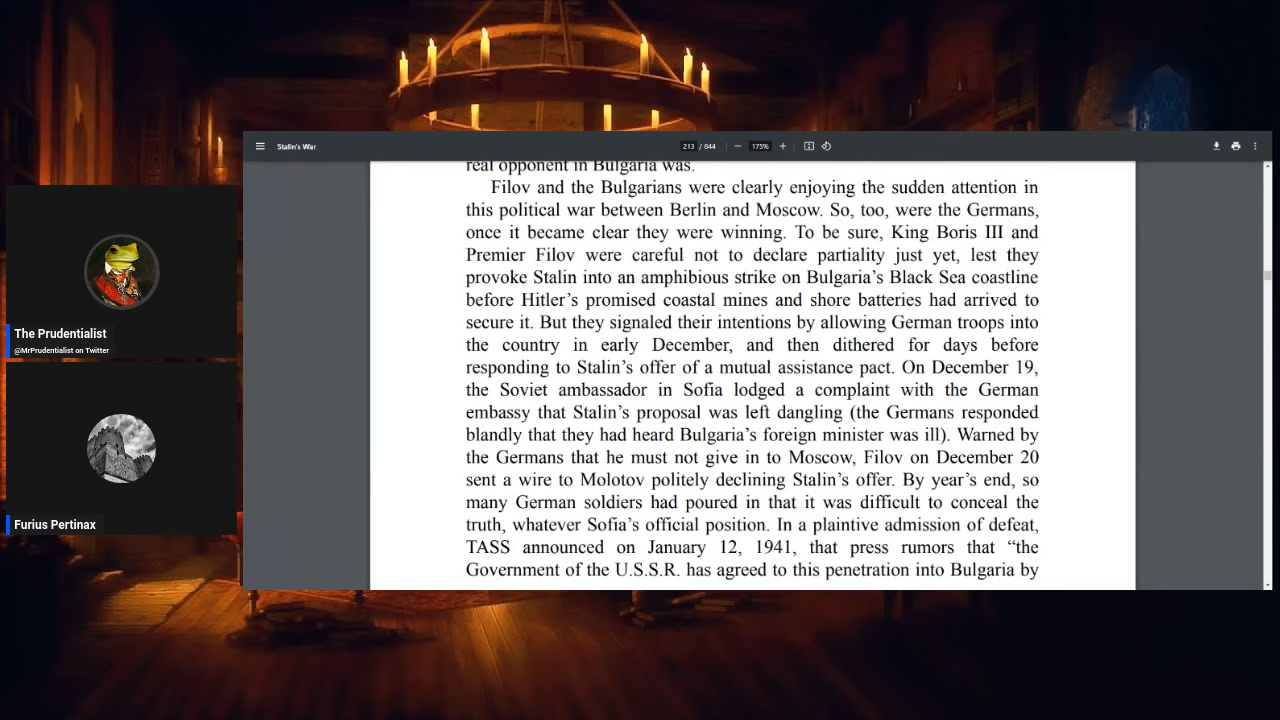 Stalin's War
213 / 844
175%
real opponent in Bulgaria was.
Filov and the Bulgarians were clearly enjoying the sudden attention in
this political war between Berlin and Moscow. So, too, were the Germans,
once it became clear they were winning. To be sure, King Boris III and
Premier Filov were careful not to declare partiality just yet, lest they
provoke Stalin into an amphibious strike on Bulgaria’s Black Sea coastline
before Hitler’s promised coastal mines and shore batteries had arrived to
secure it. But they signaled their intentions by allowing German troops into
the country in early December, and then dithered for days before
responding to Stalin’s offer of a mutual assistance pact. On December 19,
the Soviet ambassador in Sofia lodged a complaint with the German
embassy that Stalin’s proposal was left dangling (the Germans responded
blandly that they had heard Bulgaria’s foreign minister was ill). Warned by
the Germans that he must not give in to Moscow, Filov on December 20
sent a wire to Molotov politely declining Stalin’s offer. By year’s end, so
many German soldiers had poured in that it was difficult to conceal the
truth, whatever Sofia’s official position. In a plaintive admission of defeat,
TASS announced on January 12, 1941, that press rumors that “the
Government of the U.S.S.R. has agreed to this penetration into Bulgaria by
The Prudentialist
@MrPrudentialist on Twitter
Furius Pertinax